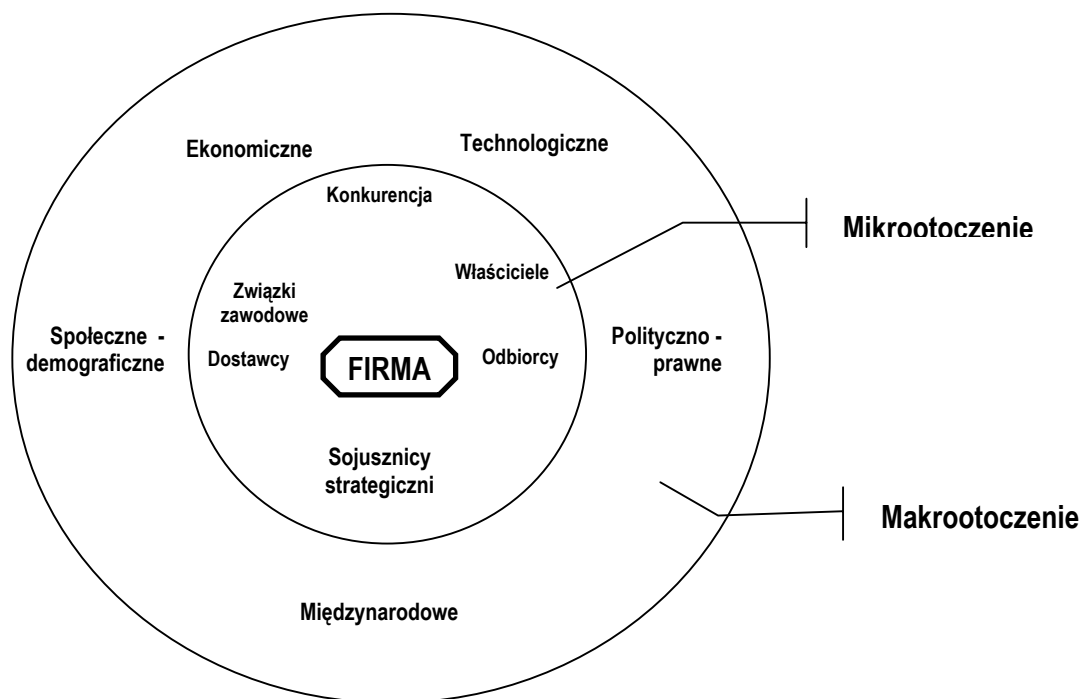 Ekonomiczne
Technologiczne
Konkurencja
Mikrootoczenie
Właściciele
Związki
zawodowe
Społeczne -
demograficzne
Dostawcy
FIRMA
Odbiorcy
Polityczno -
prawne
Sojusznicy
strategiczni
Makrootoczenie
Międzynarodowe